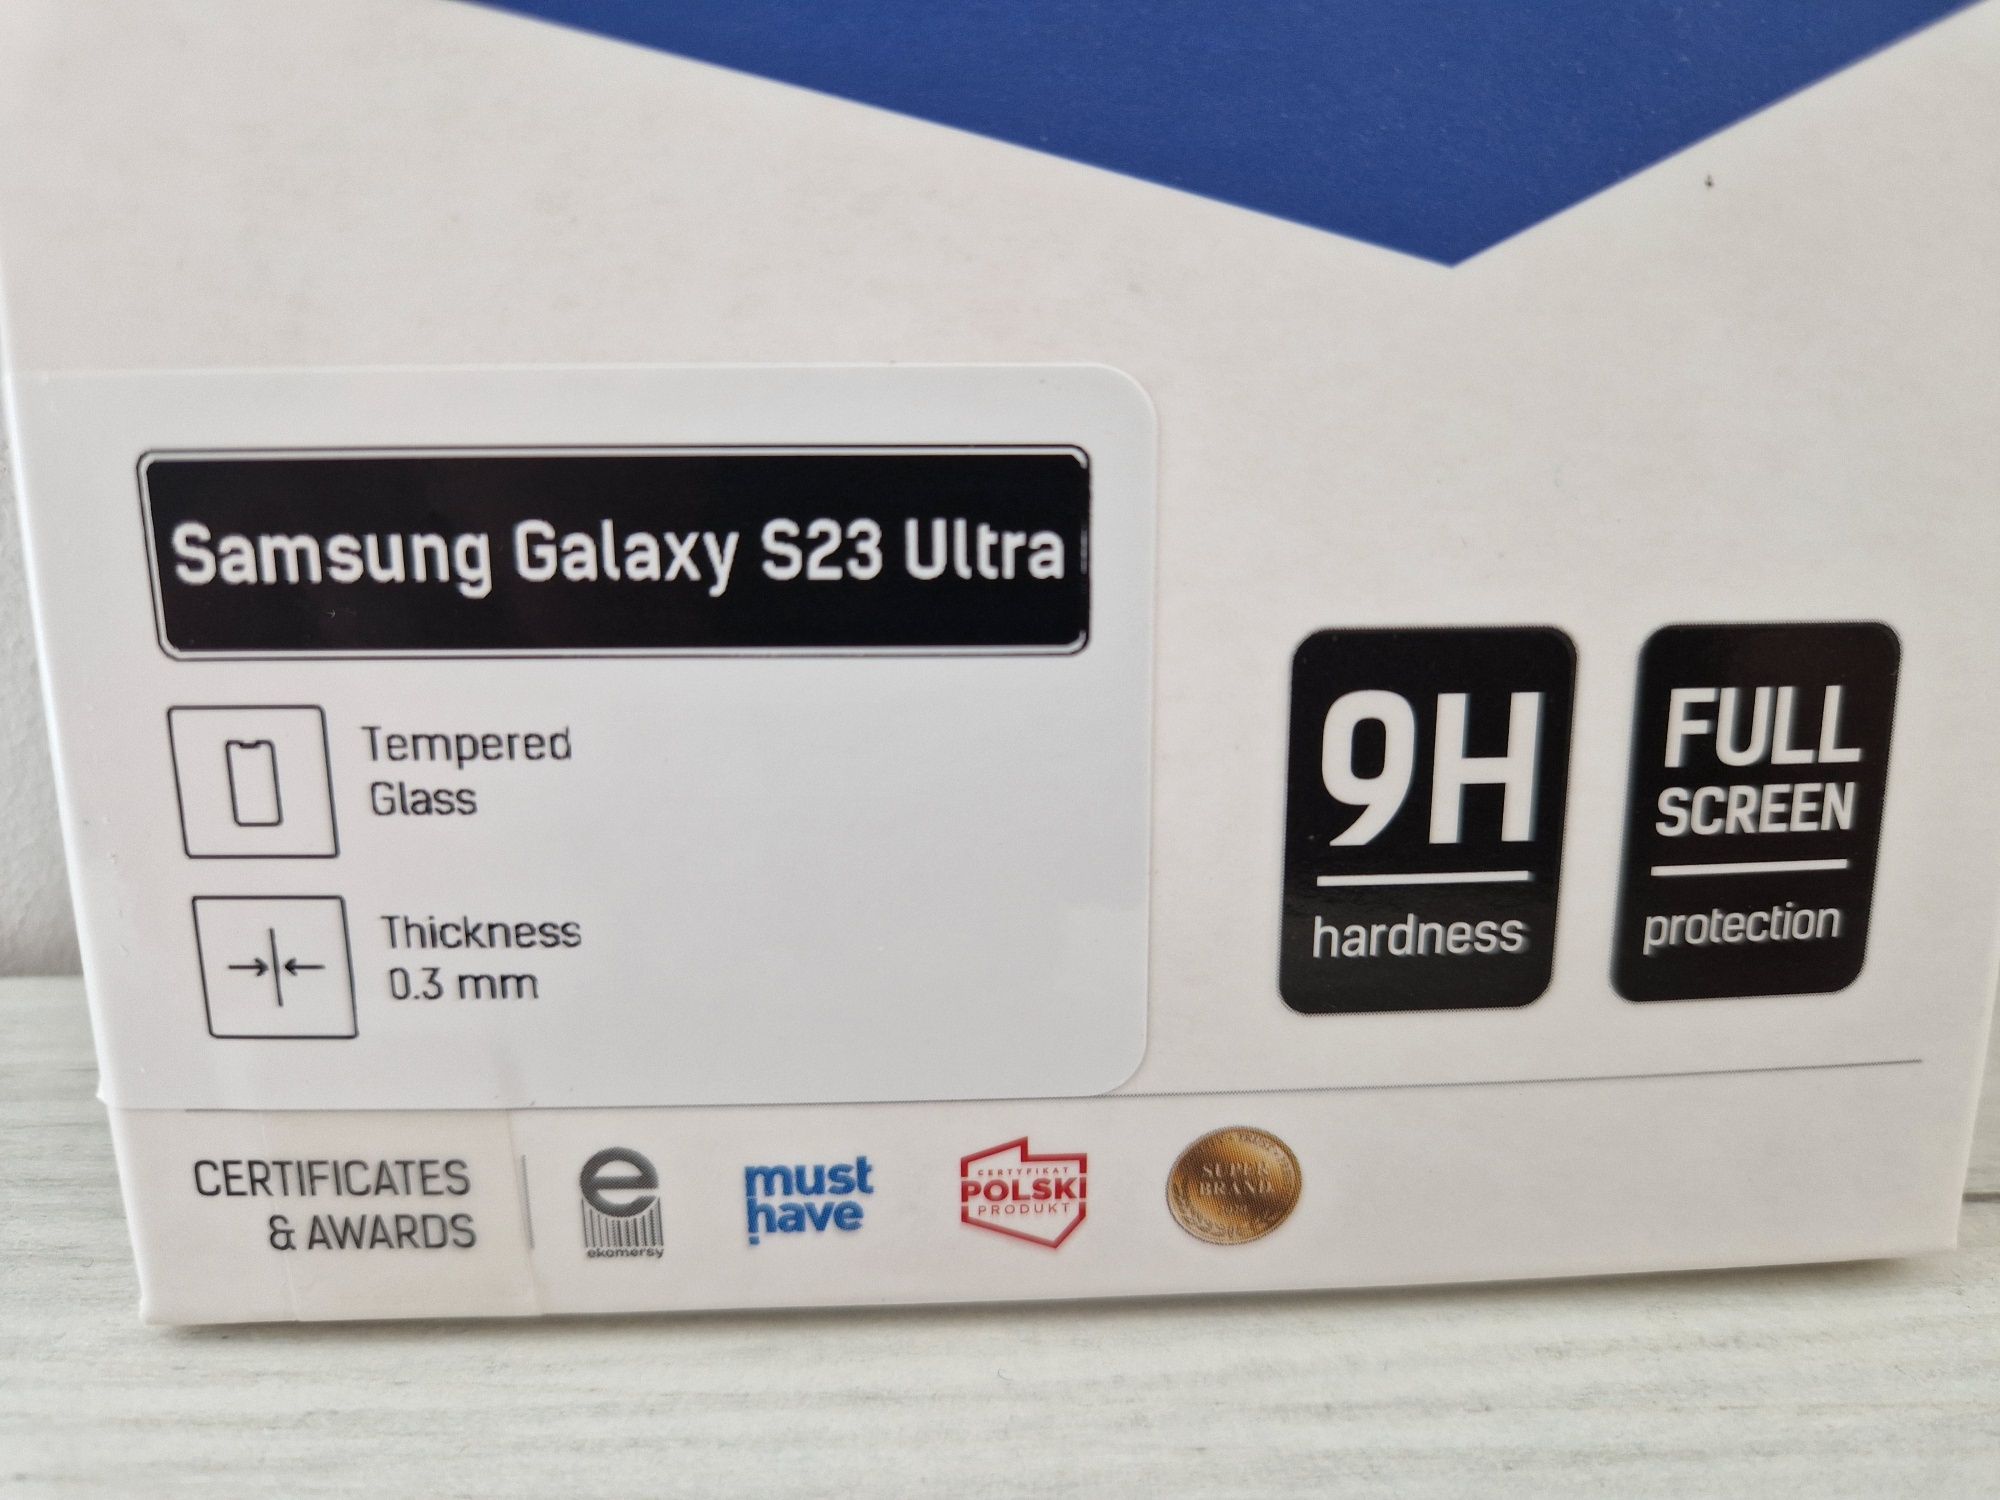 Samsung Galaxy S23 Ultra
Tempered
Glass
Thickness
0.3 mm
9H
hardness
FULL
SCREEN
protection
CERTIFICATES
& AWARDS
e
ekomersy
must
have
CERTYFIKAT
POLSKI
PRODUKT
SUPER
BRAND